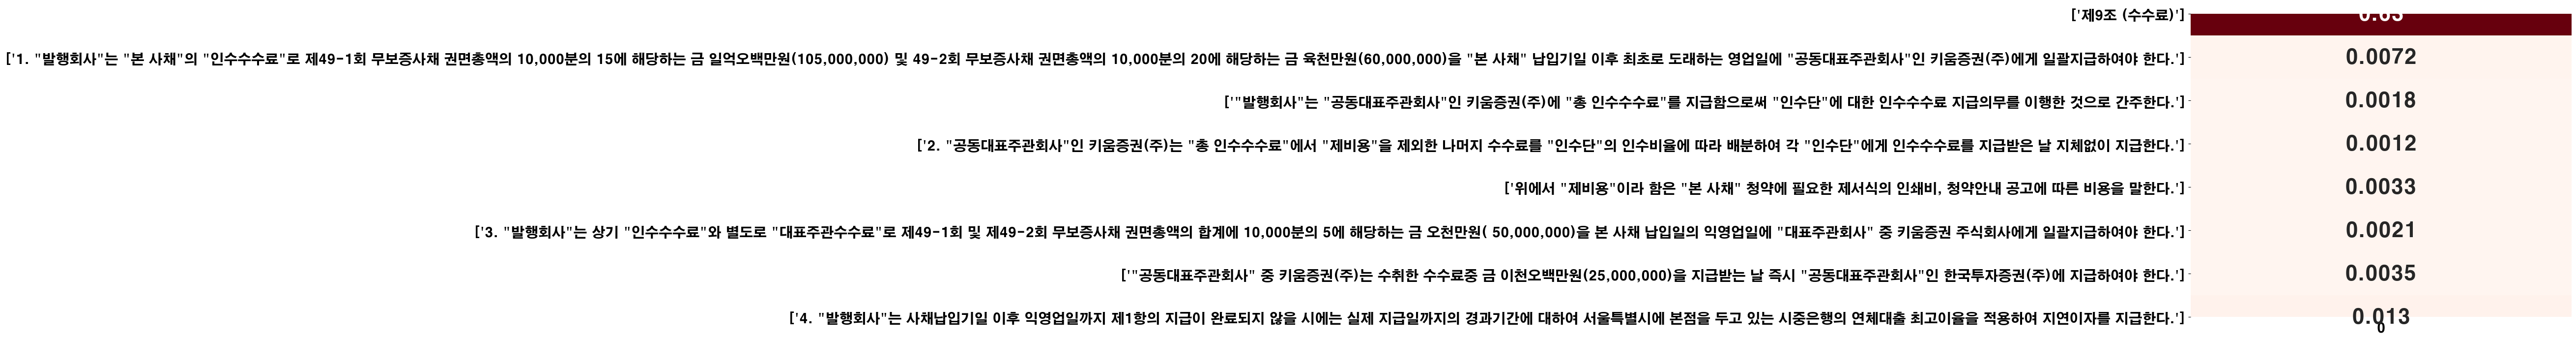 ['제9조 (수수료)']
0.63
['1. "발행회사"는 "본 사채"의 "인수수수료"로 제49-1회 무보증사채 권면총액의 10,000분의 15에 해당하는 금 일억오백만원(105,000,000) 및 49-2회 무보증사채 권면총액의 10,000분의 20에 해당하는 금 육천만원(60,000,000)을 "본 사채" 납입기일 이후 최초로 도래하는 영업일에 "공동대표주관회사"인 키움증권(주)에게 일괄지급하여야 한다.']
0.0072
['"발행회사"는 "공동대표주관회사"인 키움증권(주)에 "총 인수수수료"를 지급함으로써 "인수단"에 대한 인수수수료 지급의무를 이행한 것으로 간주한다.']
0.0018
['2. "공동대표주관회사"인 키움증권(주)는 "총 인수수수료"에서 "제비용"을 제외한 나머지 수수료를 "인수단"의 인수비율에 따라 배분하여 각 "인수단"에게 인수수수료를 지급받은 날 지체없이 지급한다.']
0.0012
['위에서 "제비용"이라 함은 "본 사채" 청약에 필요한 제서식의 인쇄비, 청약안내 공고에 따른 비용을 말한다.']
0.0033
['3. "발행회사"는 상기 "인수수수료"와 별도로 "대표주관수수료"로 제49-1회 및 제49-2회 무보증사채 권면총액의 합계에 10,000분의 5에 해당하는 금 오천만원( 50,000,000)을 본 사채 납입일의 익영업일에 "대표주관회사" 중 키움증권 주식회사에게 일괄지급하여야 한다.']
0.0021
['"공동대표주관회사" 중 키움증권(주)는 수취한 수수료중 금 이천오백만원(25,000,000)을 지급받는 날 즉시 "공동대표주관회사"인 한국투자증권(주)에 지급하여야 한다.']
0.0035
['4. "발행회사"는 사채납입기일 이후 익영업일까지 제1항의 지급이 완료되지 않을 시에는 실제 지급일까지의 경과기간에 대하여 서울특별시에 본점을 두고 있는 시중은행의 연체대출 최고이율을 적용하여 지연이자를 지급한다.']
0.013
0